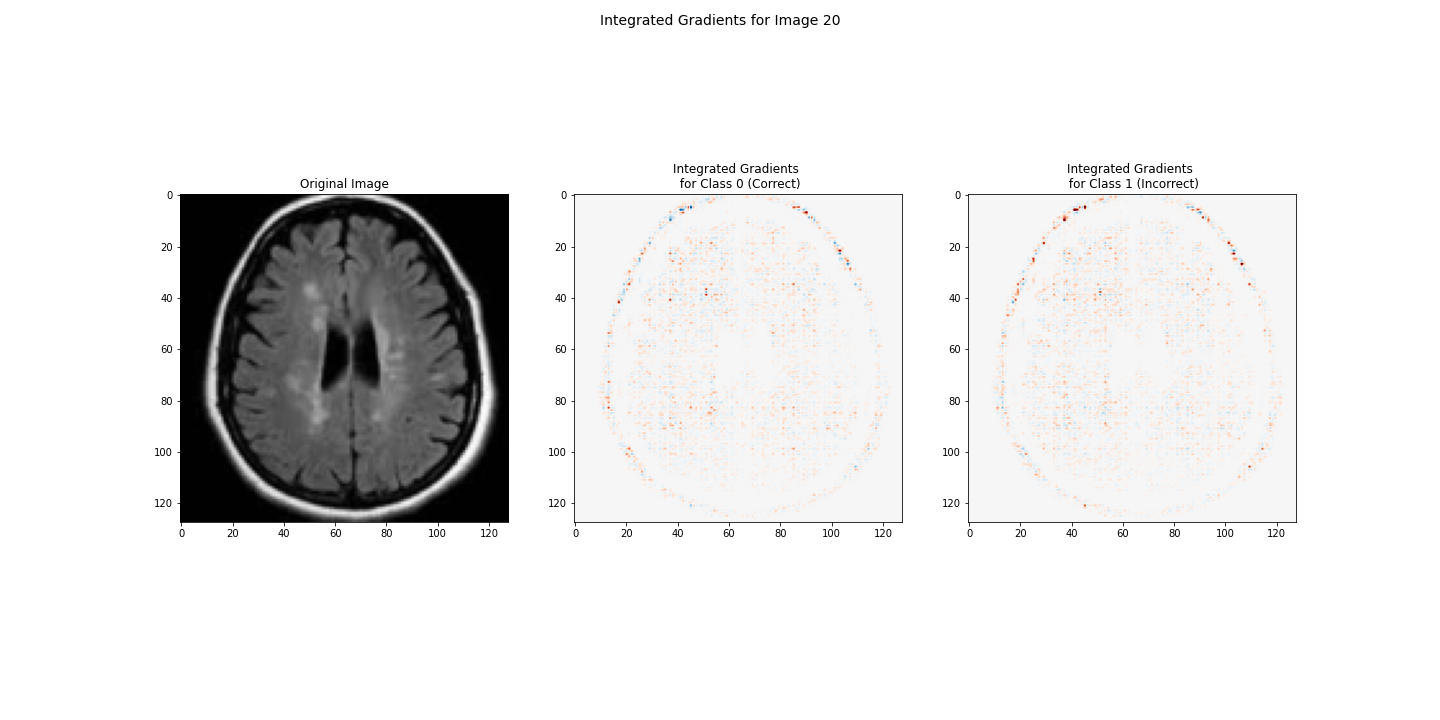 Integrated Gradients for Image 20
Original Image
0
20
40
60
80
100
120
0 20 40 60 80 100 120
Integrated Gradients
for Class 0 (Correct)
0
20
40
60
80
100
120
0 20 40 60 80 100 120
Integrated Gradients
for Class 1 (Incorrect)
0
20
40
60
80
100
120
0 20 40 60 80 100 120